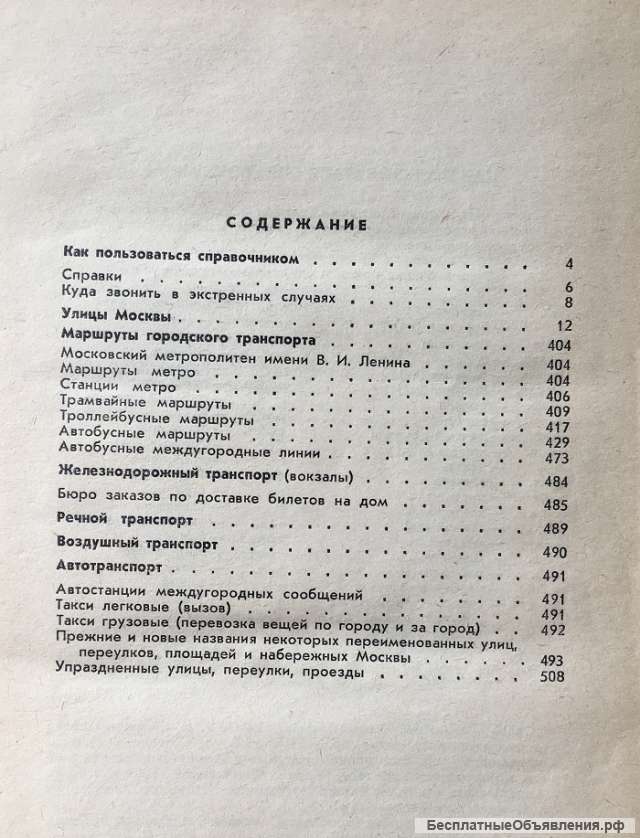 СОДЕРЖАНИЕ
Как пользоваться справочником . . . . . . . . . . . . 4
Справки . . . . . . . . . . . . . . . . . . . 6
Куда звонить в экстренных случаях . . . . . . . . . . 8
Улицы Москвы . . . . . . . . . . . . . . . . . . 12
Маршруты городского транспорта . . . . . . . . . . . 404
Московский метрополитен имени В. И. Ленина . . . . . . . 404
Маршруты метро . . . . . . . . . . . . . . . . . 404
Станции метро . . . . . . . . . . . . . . . . . 406
Трамвайные маршруты . . . . . . . . . . . . . . . 409
Троллейбусные маршруты . . . . . . . . . . . . . . 417
Автобусные маршруты . . . . . . . . . . . . . . . 429
Автобусные междугородные линии . . . . . . . . . . . 473
Железнодорожный транспорт (вокзалы) . . . . . . . . . 484
Бюро заказов по доставке билетов на дом . . . . . . . . 485
Речной транспорт . . . . . . . . . . . . . . . . 489
Воздушный транспорт . . . . . . . . . . . . . . . 490
Автотранспорт . . . . . . . . . . . . . . . . . 491
Автостанции междугородных сообщений . . . . . . . . . 491
Такси легковые (вызов) . . . . . . . . . . . . . . 491
Такси грузовые (перевозка вещей по городу и за город) . . . 492
Прежние и новые названия некоторых переименованных улиц,
переулков, площадей и набережных Москвы . . . . . . 493
Упраздненные улицы, переулки, проезды . . . . . . . . 508
БесплатныеОбъявления.рф